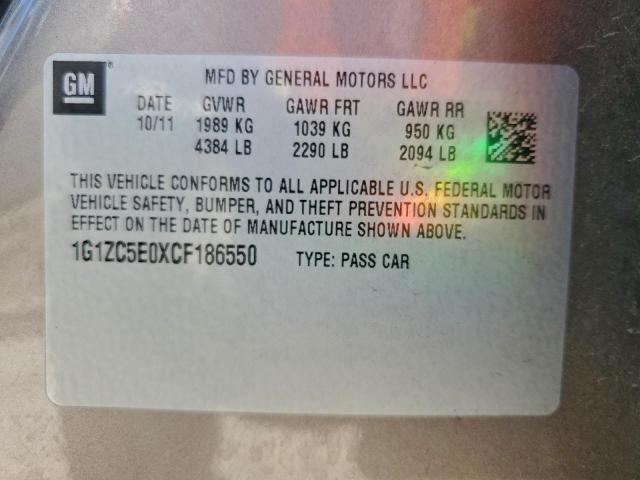 GM
MFD BY GENERAL MOTORS LLC
DATE GVWR GAWR FRT GAWR RR
10/11 1989 KG 1039 KG 950 KG
4384 LB 2290 LB 2094 LB
THIS VEHICLE CONFORMS TO ALL APPLICABLE U.S. FEDERAL MOTOR
VEHICLE SAFETY, BUMPER, AND THEFT PREVENTION STANDARDS IN
EFFECT ON THE DATE OF MANUFACTURE SHOWN ABOVE.
1G1ZC5E0XCF186550 TYPE: PASS CAR